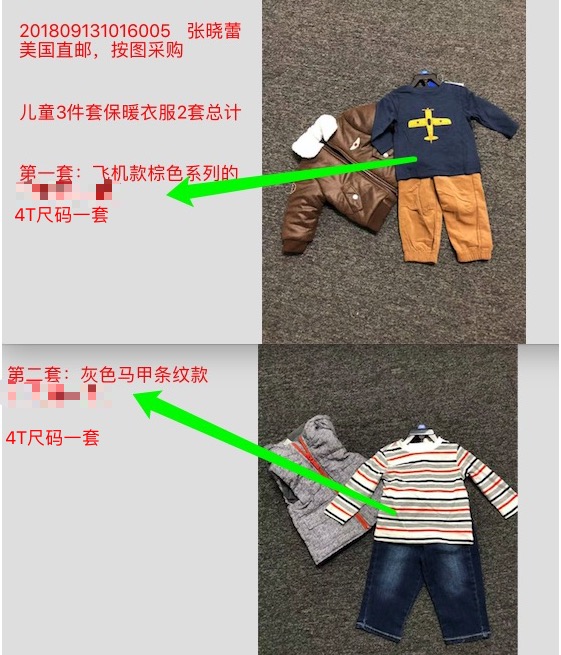 201809131016005 张晓蕾
美国直邮，按图采购
儿童3件套保暖衣服2套总计
第一套：飞机款棕色系列的
4T尺码一套
第二套：灰色马甲条纹款
4T尺码一套